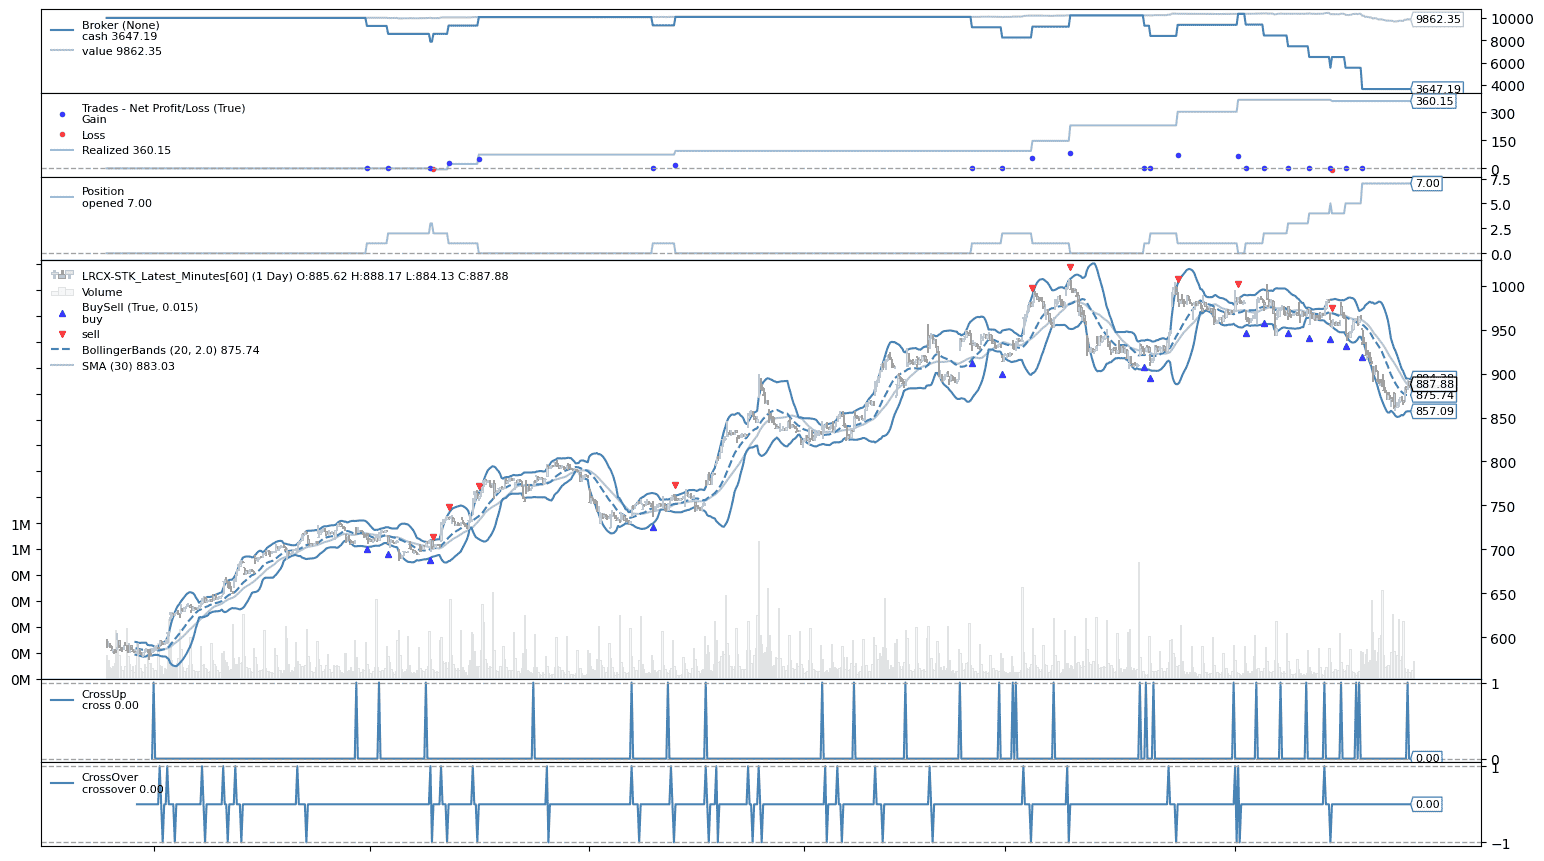 Broker (None)
cash 3647.19
value 9862.35
9862.35
3647.19
10000
8000
6000
4000
Trades - Net Profit/Loss (True)
Gain
Loss
Realized 360.15
360.15
300
150
0
Position
opened 7.00
7.00
7.5
5.0
2.5
0.0
LRCX-STK_Latest_Minutes[60] (1 Day) O:885.62 H:888.17 L:884.13 C:887.88
Volume
BuySell (True, 0.015)
buy
sell
BollingerBands (20, 2.0) 875.74
SMA (30) 883.03
887.88
875.74
857.09
1000
950
900
850
800
750
700
650
600
1M
1M
0M
0M
0M
0M
0M
CrossUp
cross 0.00
0.00
1
0
CrossOver
crossover 0.00
0.00
1
−1